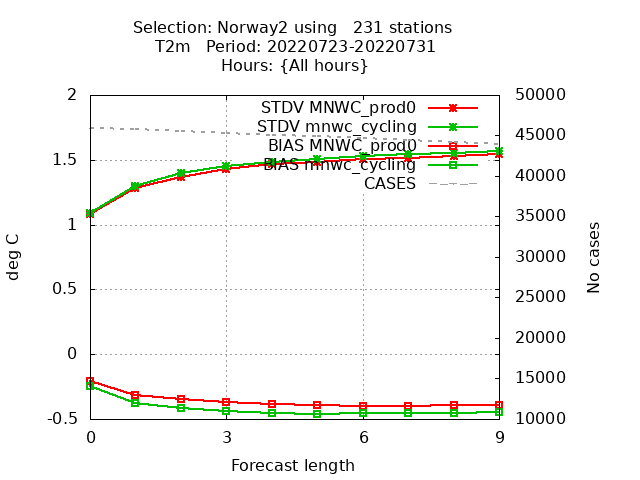 Selection: Norway2 using   231 stations
T2m   Period: 20220723-20220731
Hours: {All hours}
2
1.5
1
0.5
0
-0.5
deg C
50000
45000
40000
35000
30000
25000
20000
15000
10000
No cases
STDV MNWC_prod0
STDV mnwc_cycling
BIAS MNWC_prod0
BIAS mnwc_cycling
CASES
0
3
6
9
Forecast length